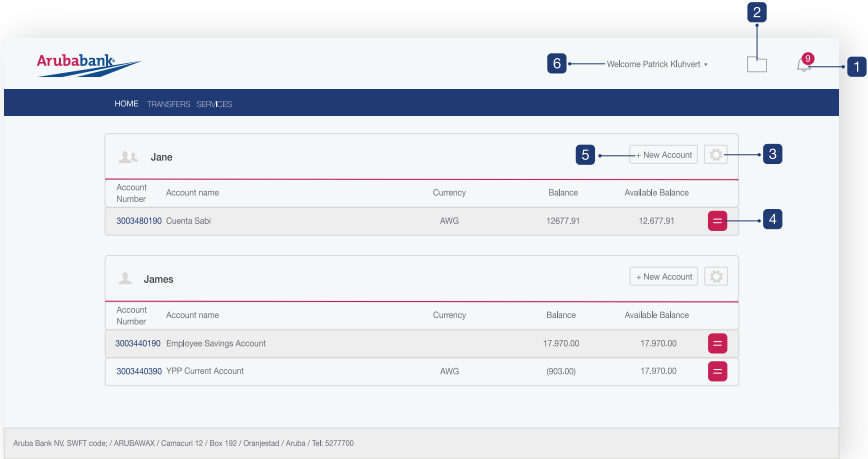 2
Arubabank
6
Welcome Patrick Kluhvert
9
1
HOME TRANSFERS SERVICES
Jane
5
+ New Account
3
Account Number Account name Currency Balance Available Balance
3003480190 Cuenta Sabi AWG 12677.91 12.677.91
4
James
+ New Account
Account Number Account name Currency Balance Available Balance
3003440190 Employee Savings Account 17.970.00 17.970.00
3003440390 YPP Current Account AWG (903.00) 17.970.00
Aruba Bank NV. SWFT code; / ARUBAWAX / Camacuri 12 / Box 192 / Oranjestad / Aruba / Tel: 5277700